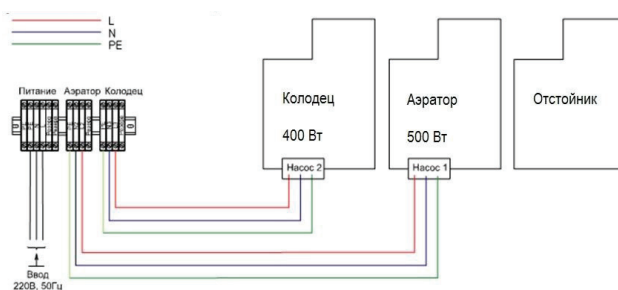 L
N
PE
Питание Аэратор Колодец
Колодец
400 Вт
Аэратор
500 Вт
Отстойник
Насос 2
Насос 1
Ввод
220В, 50Гц